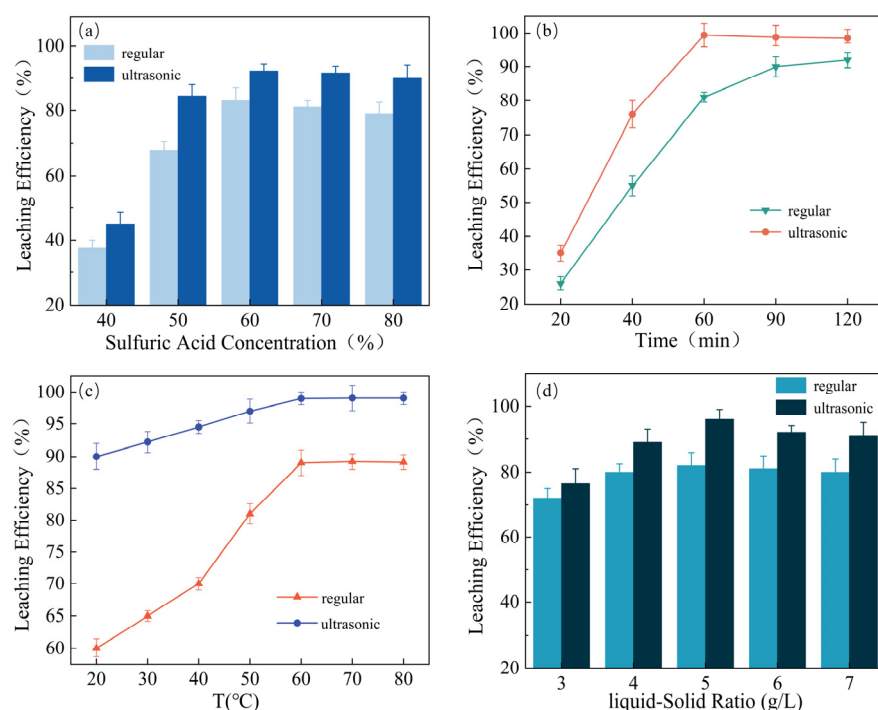 (a)
regular
ultrasonic
Leaching Efficiency (%)
100
80
60
40
20
40 50 60 70 80
Sulfuric Acid Concentration (%)
(b)
regular
ultrasonic
Leaching Efficiency (%)
100
90
80
70
60
50
40
30
20
20 40 60 90 120
Time (min)
(c)
regular
ultrasonic
Leaching Efficiency (%)
100
95
90
85
80
75
70
65
60
20 30 40 50 60 70 80
T(℃)
(d)
regular
ultrasonic
Leaching Efficiency (%)
100
80
60
40
20
3 4 5 6 7
liquid-Solid Ratio (g/L)